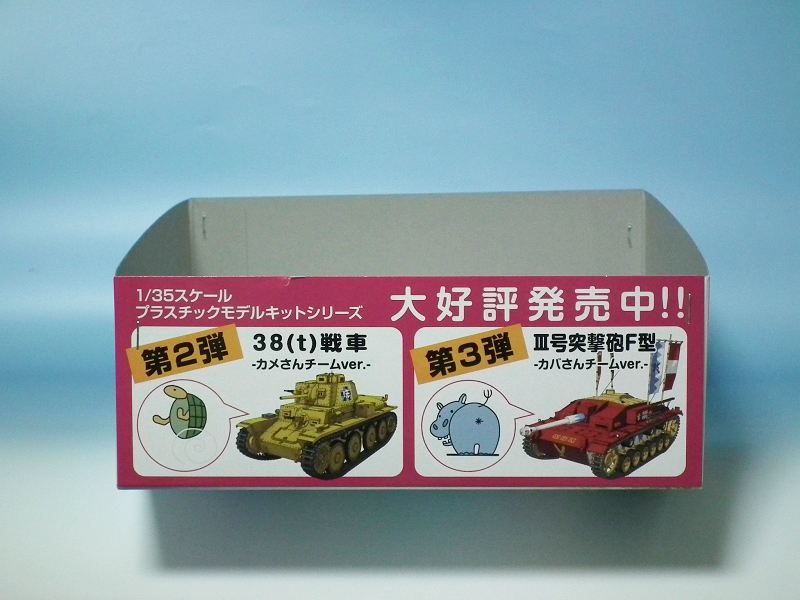 1/35スケール
プラスチックモデルキットシリーズ
大好評発売中!!
第2弾
38(t)戦車
-カメさんチームver.-
第3弾
Ⅲ号突撃砲F型
-カバさんチームver.-